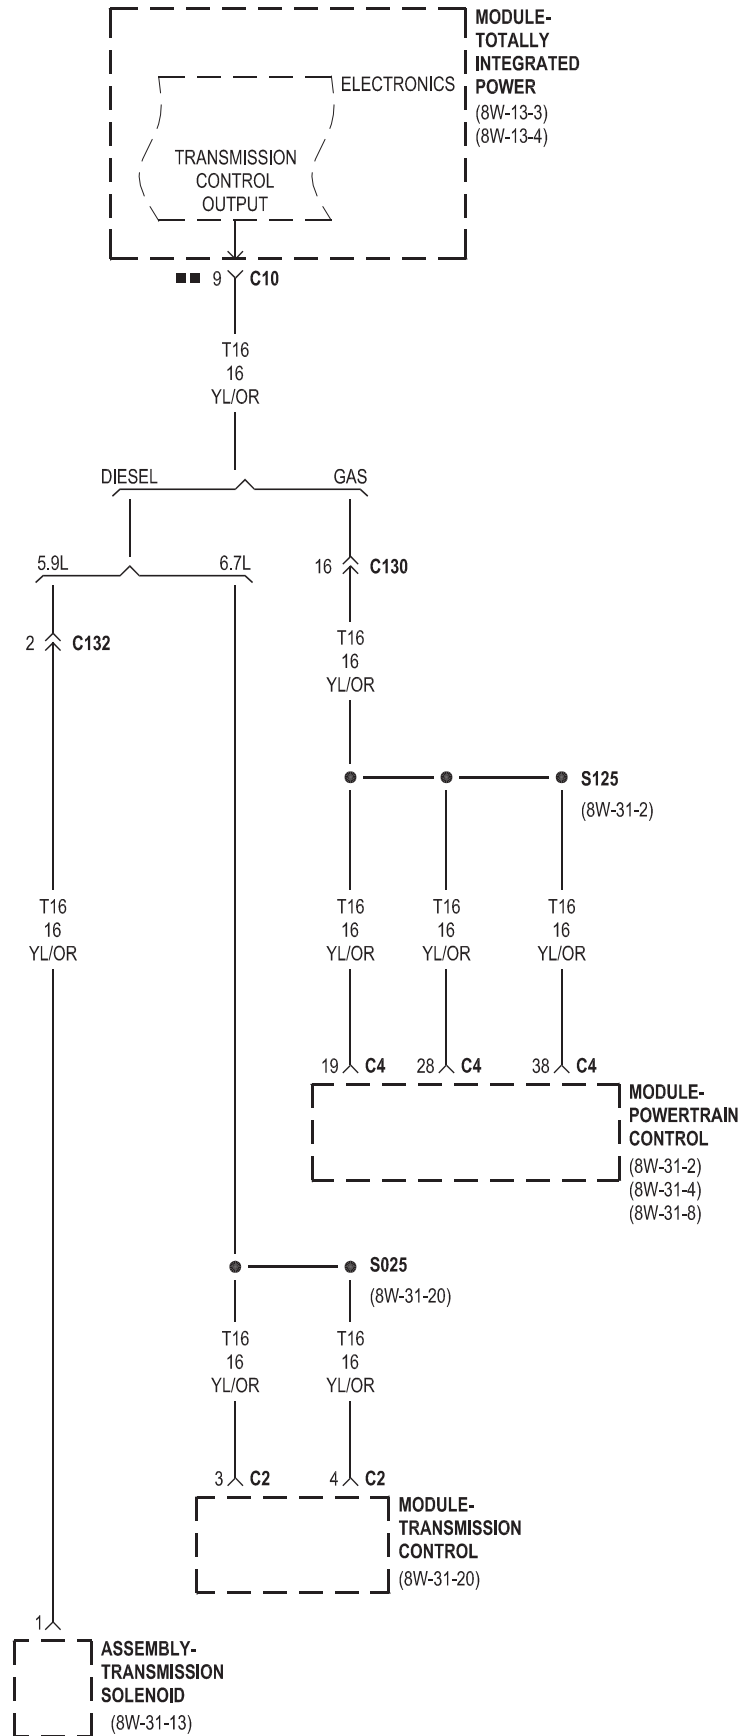 MODULE-
TOTALLY
INTEGRATED
POWER
(8W-13-3)
(8W-13-4)
ELECTRONICS
TRANSMISSION
CONTROL
OUTPUT
9 C10
T16
16
YL/OR
DIESEL GAS
5.9L 6.7L
16 C130
2 C132
T16
16
YL/OR
S125
(8W-31-2)
T16 T16 T16 T16
16 16 16 16
YL/OR YL/OR YL/OR YL/OR
19 C4 28 C4 38 C4
MODULE-
POWERTRAIN
CONTROL
(8W-31-2)
(8W-31-4)
(8W-31-8)
S025
(8W-31-20)
T16 T16
16 16
YL/OR YL/OR
3 C2 4 C2
MODULE-
TRANSMISSION
CONTROL
(8W-31-20)
1
ASSEMBLY-
TRANSMISSION
SOLENOID
(8W-31-13)